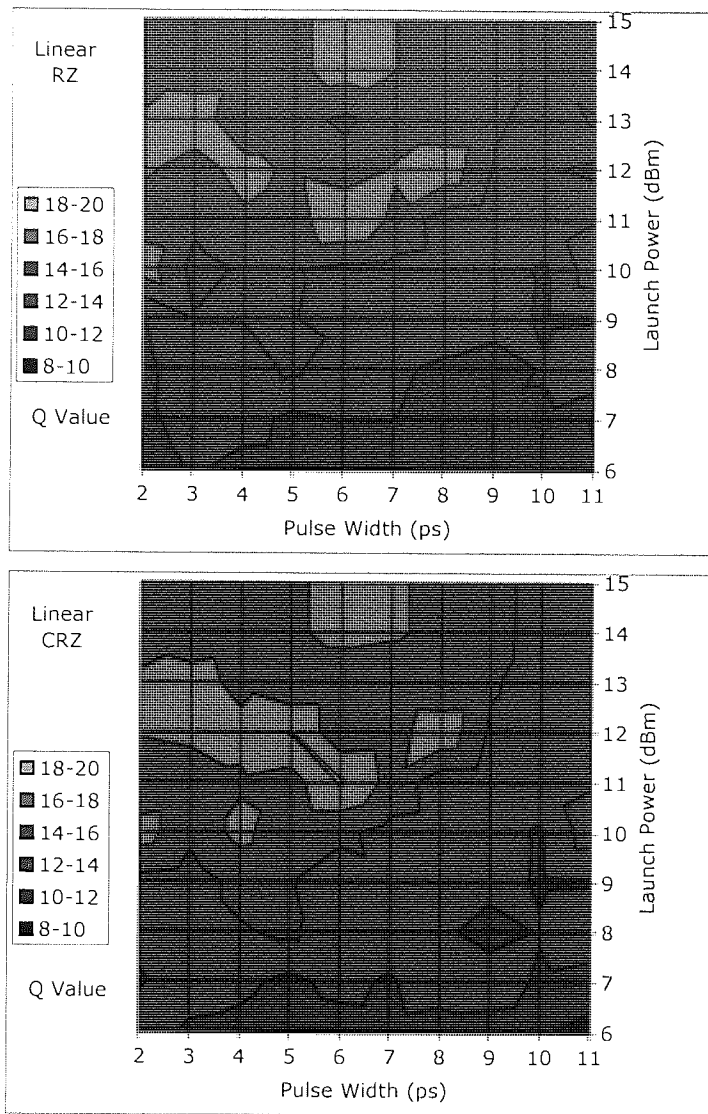 Linear
RZ
18-20
16-18
14-16
12-14
10-12
8-10
Q Value
15
14
13
12
11
10
9
8
7
6
Launch Power (dBm)
2 3 4 5 6 7 8 9 10 11
Pulse Width (ps)
Linear
CRZ
18-20
16-18
14-16
12-14
10-12
8-10
Q Value
15
14
13
12
11
10
9
8
7
6
Launch Power (dBm)
2 3 4 5 6 7 8 9 10 11
Pulse Width (ps)